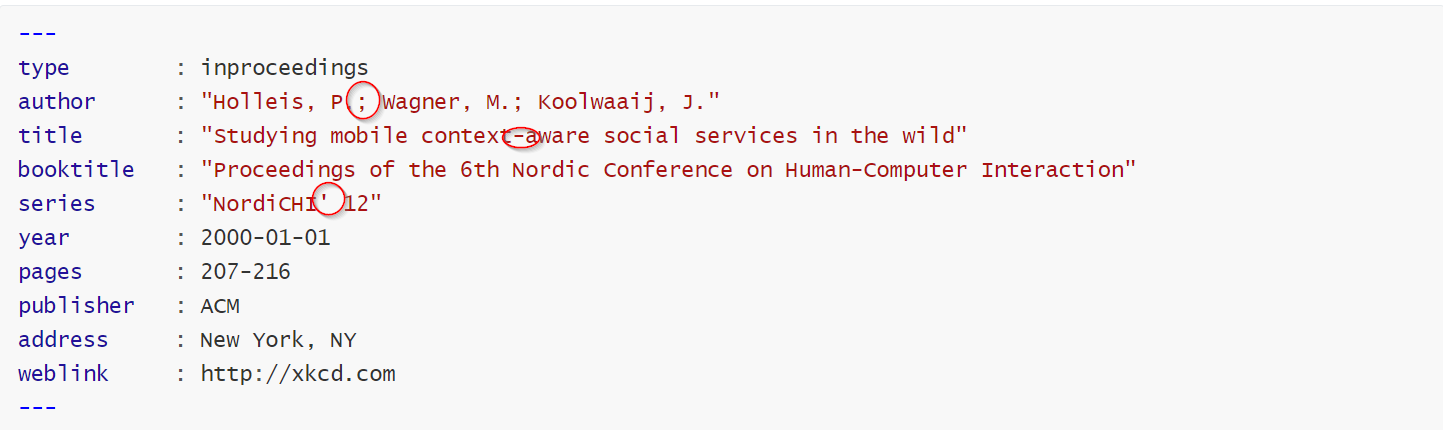 ---
type : inproceedings
author : "Holleis, P.; Wagner, M.; Koolwaaij, J."
title : "Studying mobile context-aware social services in the wild"
booktitle : "Proceedings of the 6th Nordic Conference on Human-Computer Interaction"
series : "NordiCHI' 12"
year : 2000-01-01
pages : 207-216
publisher : ACM
address : New York, NY
weblink : http://xkcd.com
---